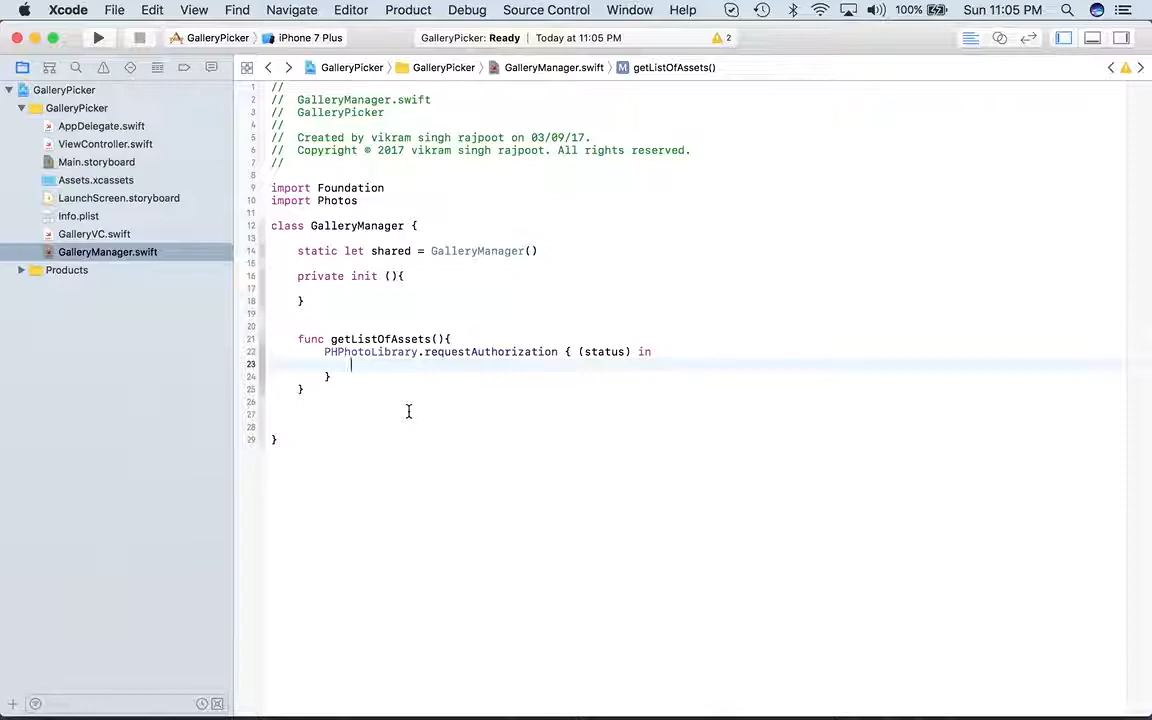 Xcode File Edit View Find Navigate Editor Product Debug Source Control Window Help 100% Sun 11:05 PM
GalleryPicker iPhone 7 Plus GalleryPicker: Ready Today at 11:05 PM 2
GalleryPicker GalleryPicker GalleryManager.swift M getListOfAssets()
GalleryPicker
GalleryPicker
AppDelegate.swift
ViewController.swift
Main.storyboard
Assets.xcassets
LaunchScreen.storyboard
Info.plist
GalleryVC.swift
GalleryManager.swift
Products
1 //
2 // GalleryManager.swift
3 // GalleryPicker
4 //
5 // Created by vikram singh rajpoot on 03/09/17.
6 // Copyright © 2017 vikram singh rajpoot. All rights reserved.
7 //
8
9 import Foundation
10 import Photos
11
12 class GalleryManager {
13
14 static let shared = GalleryManager()
15
16 private init (){
17
18 }
19
20
21 func getListOfAssets(){
22 PHPhotoLibrary.requestAuthorization { (status) in
23
24 }
25 }
26
27
28
29 }